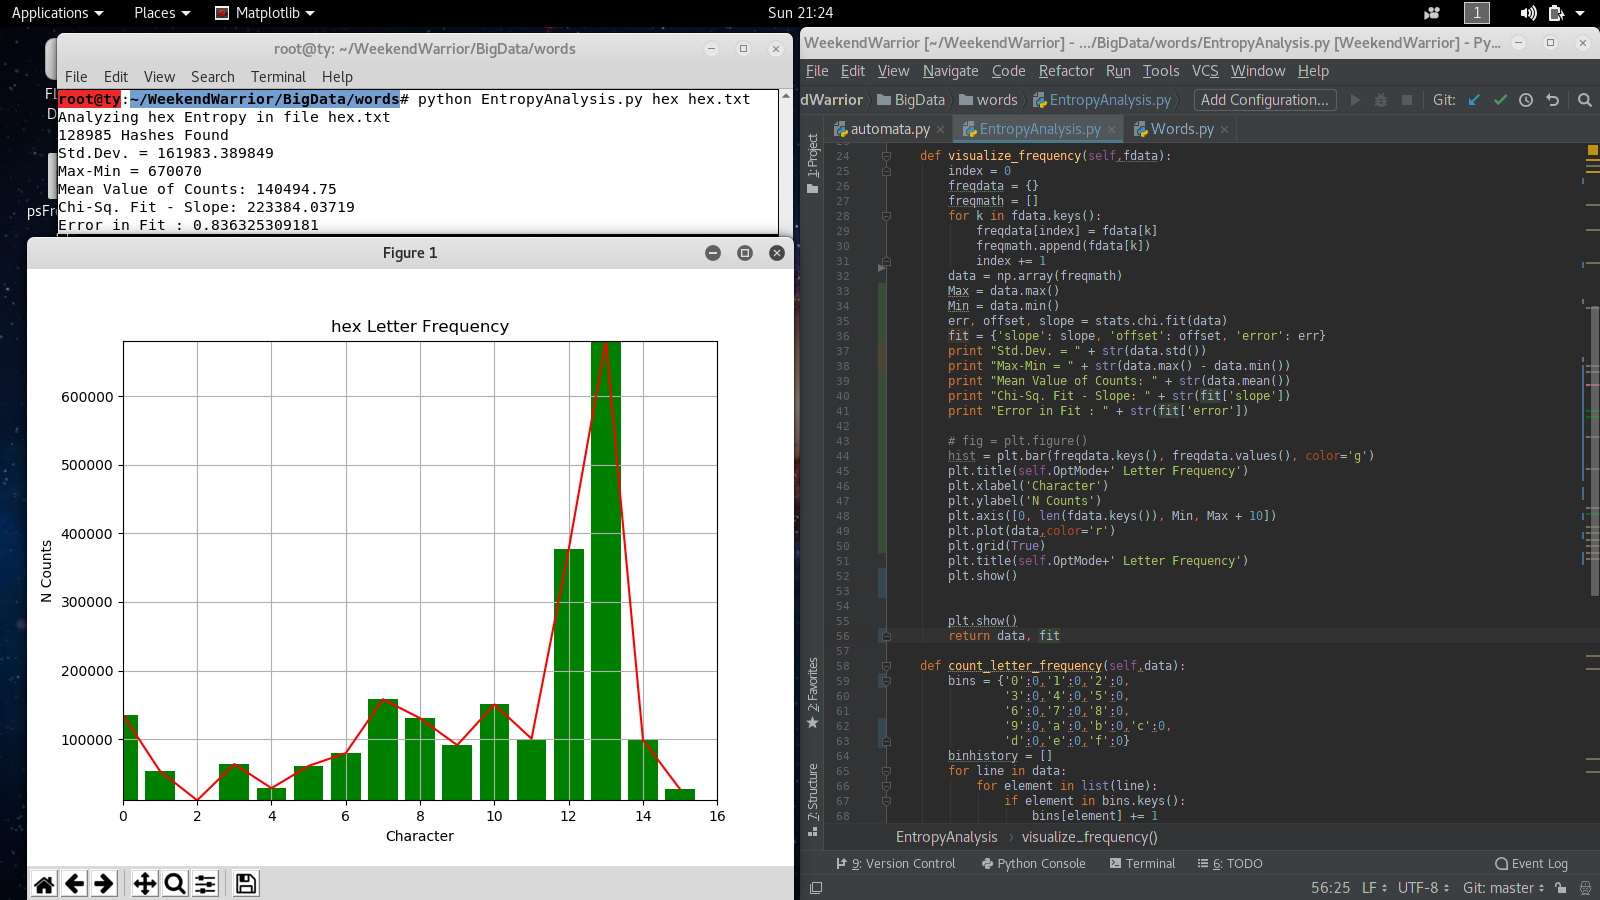 Applications Places Matplotlib Sun 21:24 1
root@ty: ~/WeekendWarrior/BigData/words
File Edit View Search Terminal Help
root@ty:~/WeekendWarrior/BigData/words# python EntropyAnalysis.py hex hex.txt
Analyzing hex Entropy in file hex.txt
128985 Hashes Found
Std.Dev. = 161983.389849
Max-Min = 670070
Mean Value of Counts: 140494.75
Chi-Sq. Fit - Slope: 223384.03719
Error in Fit : 0.836325309181
psFr
Figure 1
hex Letter Frequency
600000
500000
400000
300000
200000
100000
N Counts
0 2 4 6 8 10 12 14 16
Character
WeekendWarrior [~/WeekendWarrior] - .../BigData/words/EntropyAnalysis.py [WeekendWarrior] - Py...
File Edit View Navigate Code Refactor Run Tools VCS Window Help
dWarrior BigData words EntropyAnalysis.py Add Configuration... Git:
automata.py EntropyAnalysis.py Words.py
1: Project
2: Favorites
7: Structure
24 def visualize_frequency(self,fdata):
25 index = 0
26 freqdata = {}
27 freqmath = []
28 for k in fdata.keys():
29 freqdata[index] = fdata[k]
30 freqmath.append(fdata[k])
31 index += 1
32 data = np.array(freqmath)
33 Max = data.max()
34 Min = data.min()
35 err, offset, slope = stats.chi.fit(data)
36 fit = {'slope': slope, 'offset': offset, 'error': err}
37 print "Std.Dev. = " + str(data.std())
38 print "Max-Min = " + str(data.max() - data.min())
39 print "Mean Value of Counts: " + str(data.mean())
40 print "Chi-Sq. Fit - Slope: " + str(fit['slope'])
41 print "Error in Fit : " + str(fit['error'])
42
43 # fig = plt.figure()
44 hist = plt.bar(freqdata.keys(), freqdata.values(), color='g')
45 plt.title(self.OptMode+' Letter Frequency')
46 plt.xlabel('Character')
47 plt.ylabel('N Counts')
48 plt.axis([0, len(fdata.keys()), Min, Max + 10])
49 plt.plot(data,color='r')
50 plt.grid(True)
51 plt.title(self.OptMode+' Letter Frequency')
52 plt.show()
53
54
55 plt.show()
56 return data, fit
57
58 def count_letter_frequency(self,data):
59 bins = {'0':0,'1':0,'2':0,
60 '3':0,'4':0,'5':0,
61 '6':0,'7':0,'8':0,
62 '9':0,'a':0,'b':0,'c':0,
63 'd':0,'e':0,'f':0}
64 binhistory = []
65 for line in data:
66 for element in list(line):
67 if element in bins.keys():
68 bins[element] += 1
EntropyAnalysis visualize_frequency()
9: Version Control Python Console Terminal 6: TODO Event Log
56:25 LF UTF-8 Git: master